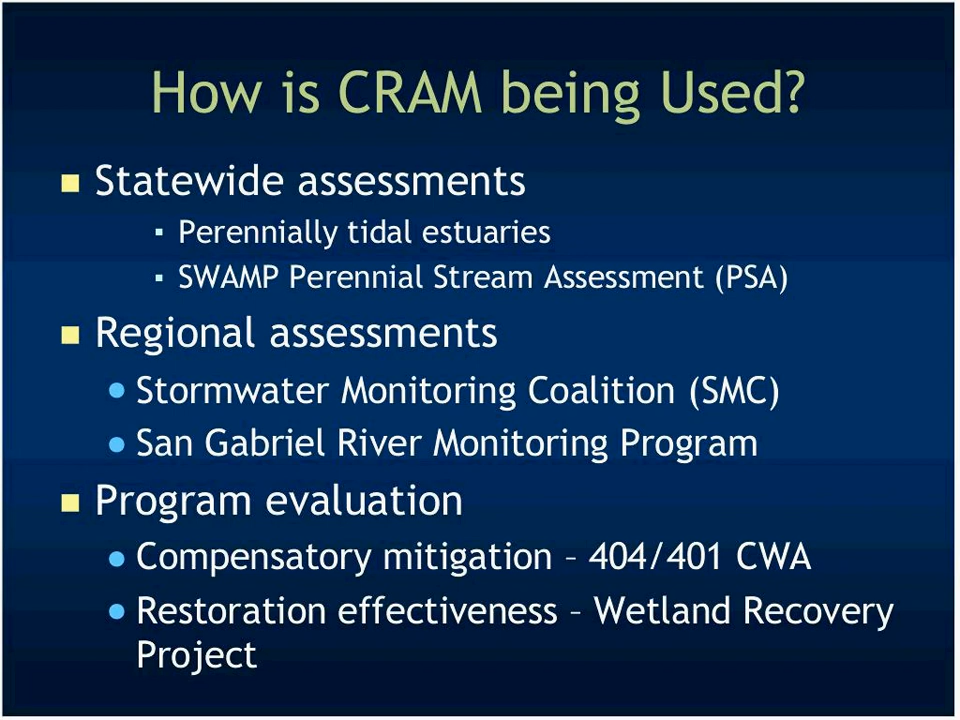 How is CRAM being Used?
Statewide assessments
Perennially tidal estuaries
SWAMP Perennial Stream Assessment (PSA)
Regional assessments
Stormwater Monitoring Coalition (SMC)
San Gabriel River Monitoring Program
Program evaluation
Compensatory mitigation – 404/401 CWA
Restoration effectiveness – Wetland Recovery
Project